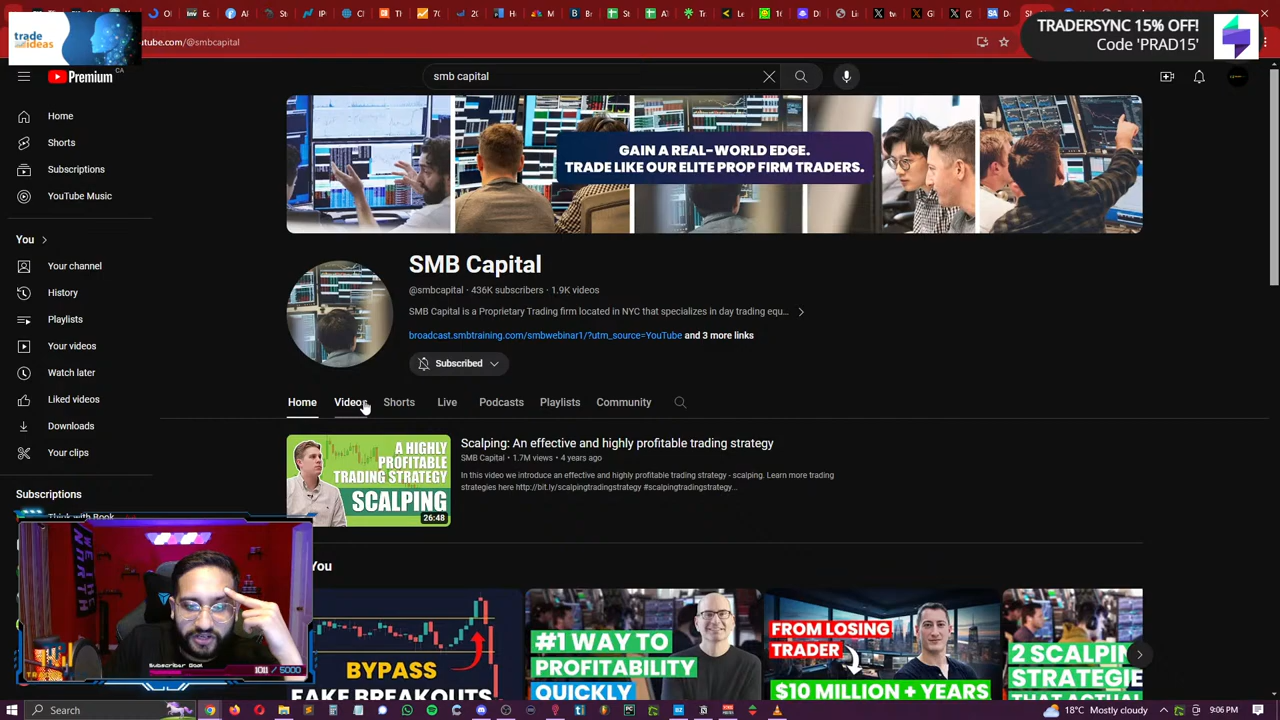 TRADERSYNC 15% OFF!
Code 'PRAD15'
trade
ideas
tube.com/@smbcapital
Premium
CA
smb capital
Home
Shorts
Subscriptions
YouTube Music
You
Your channel
History
Playlists
Your videos
Watch later
Liked videos
Downloads
Your clips
Subscriptions
GAIN A REAL-WORLD EDGE.
TRADE LIKE OUR ELITE PROP FIRM TRADERS.
SMB Capital
@smbcapital · 436K subscribers · 1.9K videos
SMB Capital is a Proprietary Trading firm located in NYC that specializes in day trading equ...
broadcast.smbtraining.com/smbwebinar1/?utm_source=YouTube and 3 more links
Subscribed
Home Videos Shorts Live Podcasts Playlists Community
A HIGHLY
PROFITABLE
TRADING STRATEGY
SCALPING
26:48
Scalping: An effective and highly profitable trading strategy
SMB Capital · 1.7M views · 4 years ago
In this video we introduce an effective and highly profitable trading strategy - scalping. Learn more trading
strategies here http://bit.ly/scalpingtradingstrategy #scalpingtradingstrategy...
You
BYPASS
FAKE BREAKOUTS
#1 WAY TO
PROFITABILITY
QUICKLY
FROM LOSING
TRADER
$10 MILLION + YEARS
2 SCALPIN
STRATEGIE
THAT ACTUAL
Subscriber Goal
1011 / 5000
Search
18°C Mostly cloudy
9:06 PM